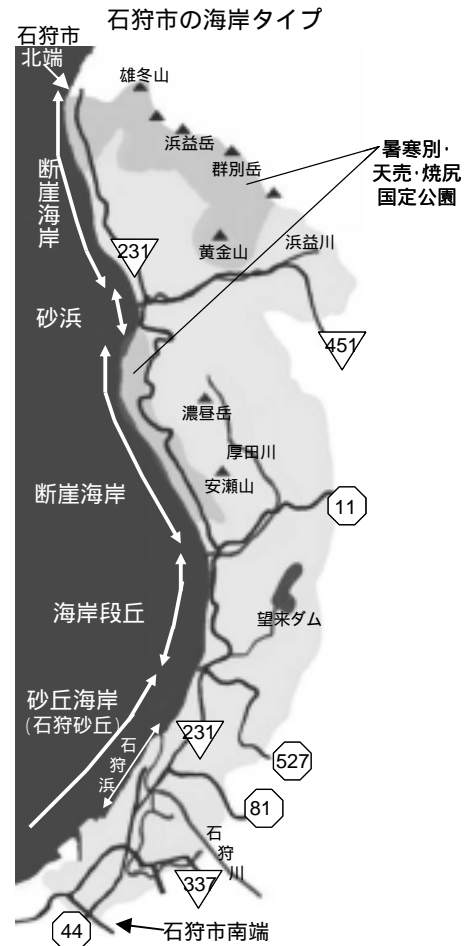 石狩市の海岸タイプ
石狩市
北端
雄冬山
浜益岳
群別岳
暑寒別・
天売・焼尻
国定公園
断崖海岸
231
黄金山
浜益川
砂浜
451
濃昼岳
厚田川
安瀬山
断崖海岸
11
海岸段丘
望来ダム
砂丘海岸
(石狩砂丘)
石狩浜
231
527
81
石狩川
337
44
石狩市南端